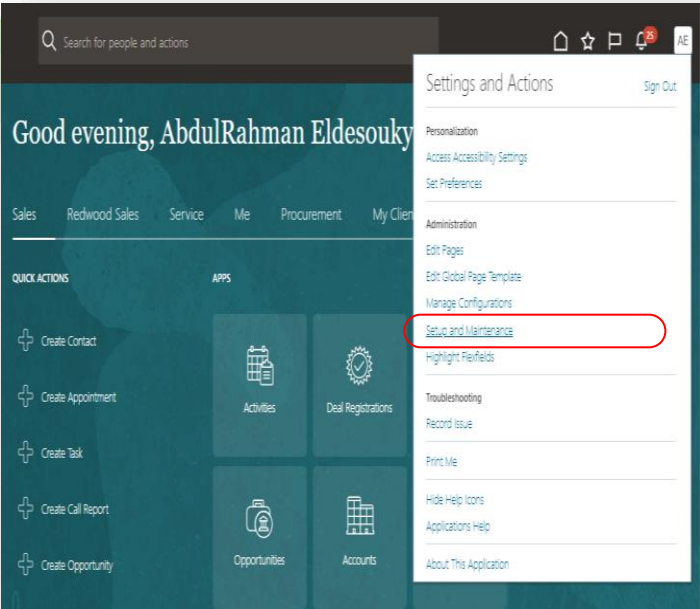 Search for people and actions
25
AE
Settings and Actions
Sign Out
Good evening, AbdulRahman Eldesouky
Personalization
Access Accessibility Settings
Set Preferences
Sales Redwood Sales Service Me Procurement My Clien
Administration
Edit Pages
Edit Global Page Template
Manage Configurations
Setup and Maintenance
Highlight Flexfields
Troubleshooting
Record Issue
Print Me
Hide Help Icons
Applications Help
About This Application
QUICK ACTIONS
Create Contact
Create Appointment
Create Task
Create Call Report
Create Opportunity
APPS
Activities
Deal Registrations
Opportunities
Accounts